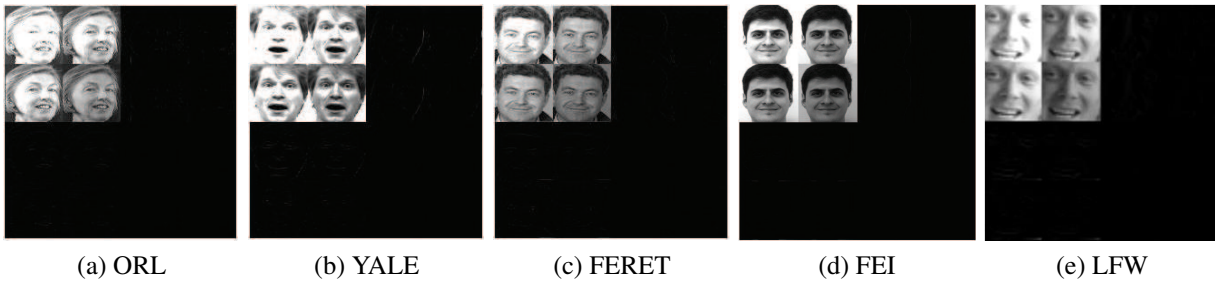 (a) ORL
(b) YALE
(c) FERET
(d) FEI
(e) LFW